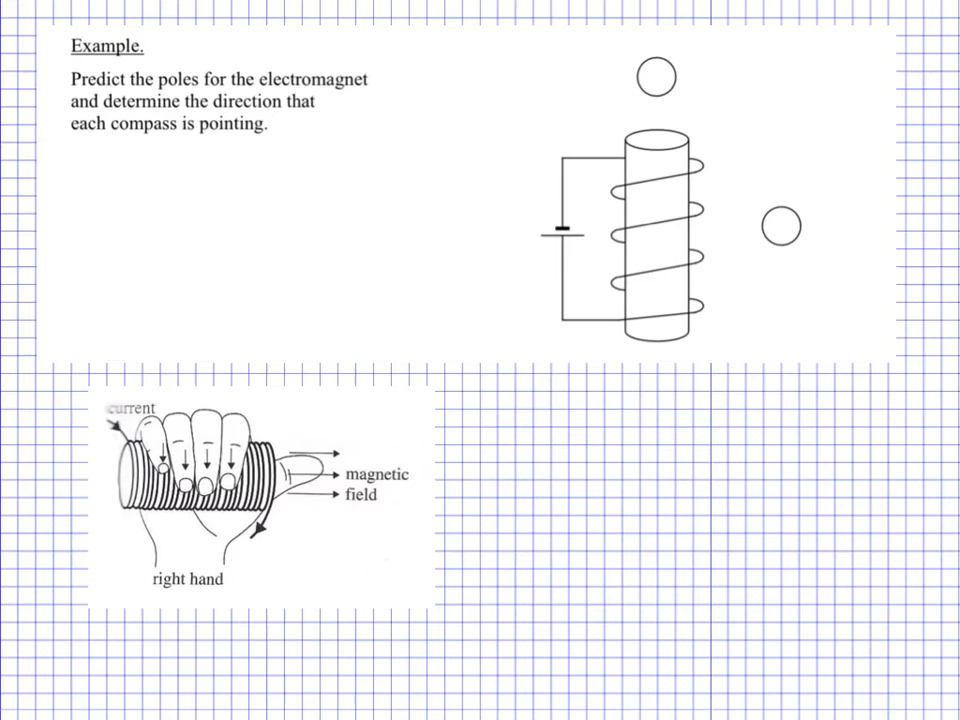 Example.
Predict the poles for the electromagnet
and determine the direction that
each compass is pointing.
current
magnetic
field
right hand